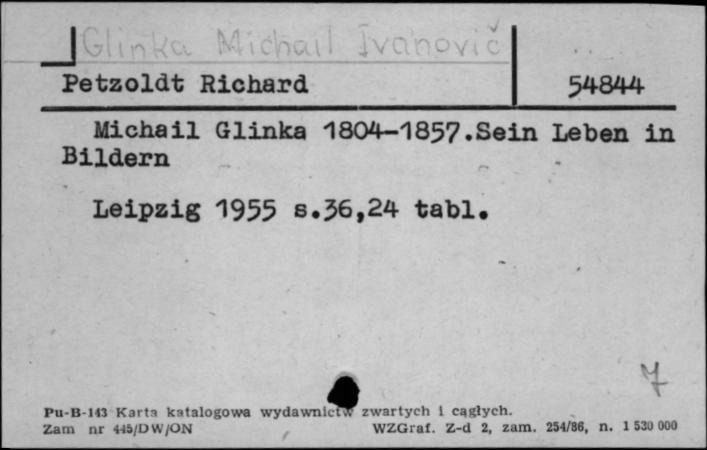 Glinka Michail Ivanovič
Petzoldt Richard 54844
Michail Glinka 1804-1857.Sein Leben in
Bildern
Leipzig 1955 s.36,24 tabl.
7
Pu-B-143 Karta katalogowa wydawnictw zwartych i cągłych.
Zam nr 445/DW/ON WZGraf. Z-d 2, zam. 254/86, n. 1 530 000